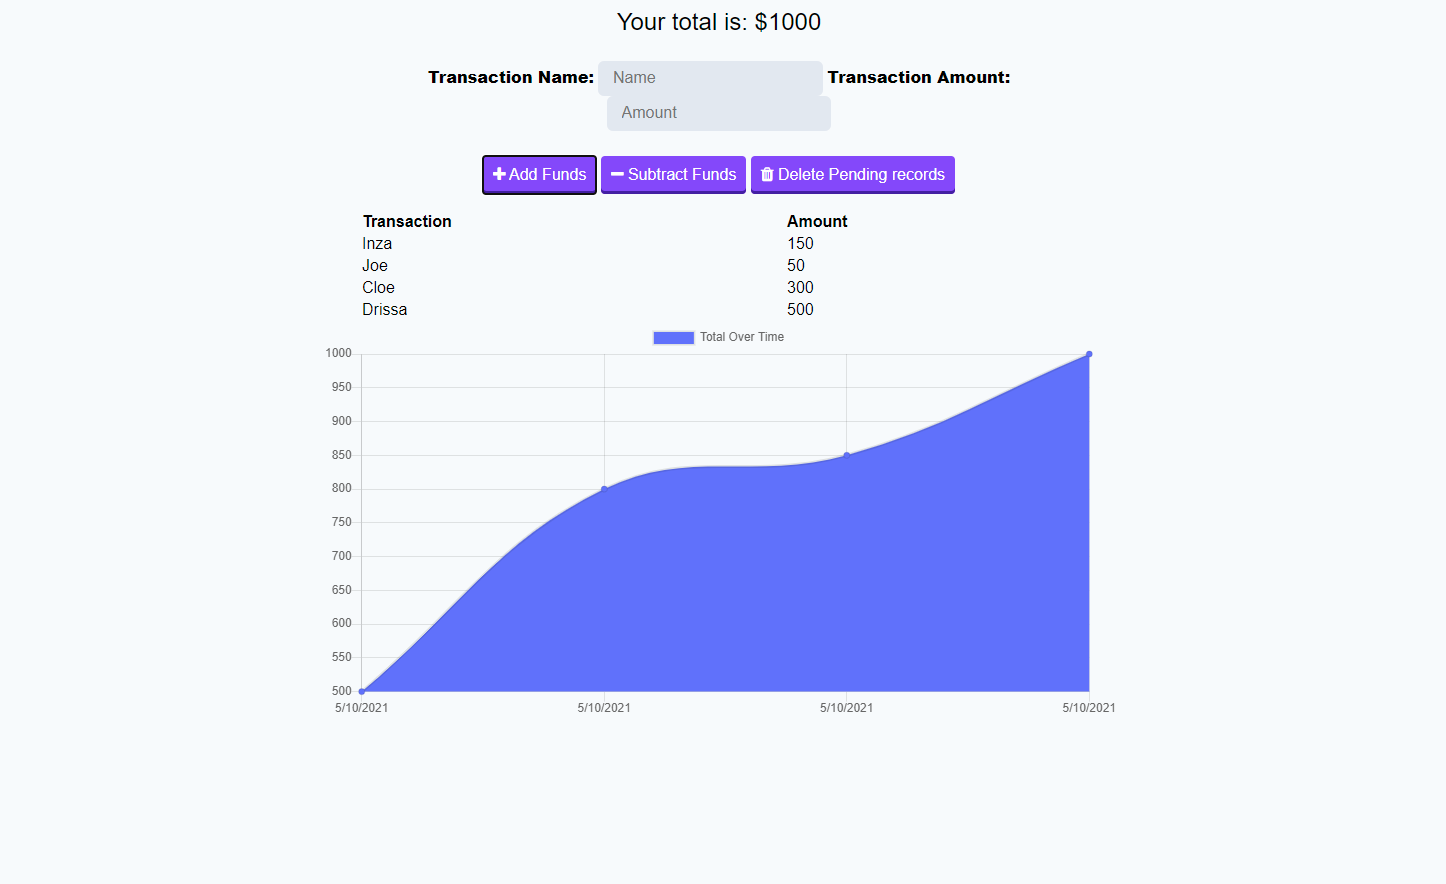 Your total is: $1000
Transaction Name: Name Transaction Amount:
Amount
Add Funds Subtract Funds Delete Pending records
Transaction Amount
Inza 150
Joe 50
Cloe 300
Drissa 500
Total Over Time
1000
950
900
850
800
750
700
650
600
550
500
5/10/2021 5/10/2021 5/10/2021 5/10/2021